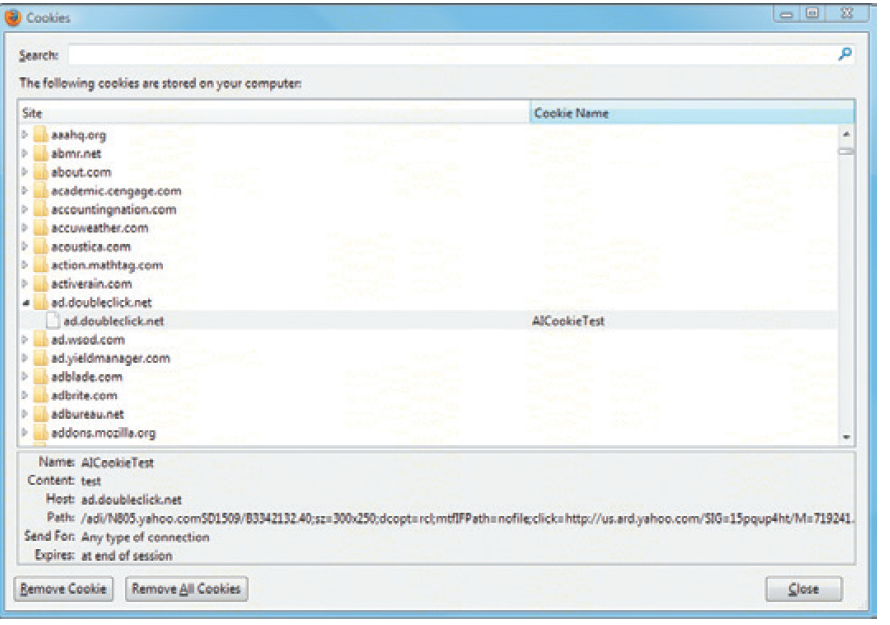 Cookies
Search:
The following cookies are stored on your computer:
Site Cookie Name
aaahq.org
abmr.net
about.com
academic.cengage.com
accountingnation.com
accuweather.com
acoustica.com
action.mathtag.com
activerain.com
ad.doubleclick.net
ad.doubleclick.net AICookieTest
ad.wsod.com
ad.yieldmanager.com
adblade.com
adbrite.com
adbureau.net
addons.mozilla.org
Name: AICookieTest
Content: test
Host: ad.doubleclick.net
Path: /adi/N805.yahoo.comSD1509/B3342132.40;sz=300x250;dcopt=rcl;mtfIFPath=nofile;click=http://us.ard.yahoo.com/SIG=15pqup4ht/M=719241.
Send For: Any type of connection
Expires: at end of session
Remove Cookie Remove All Cookies Close